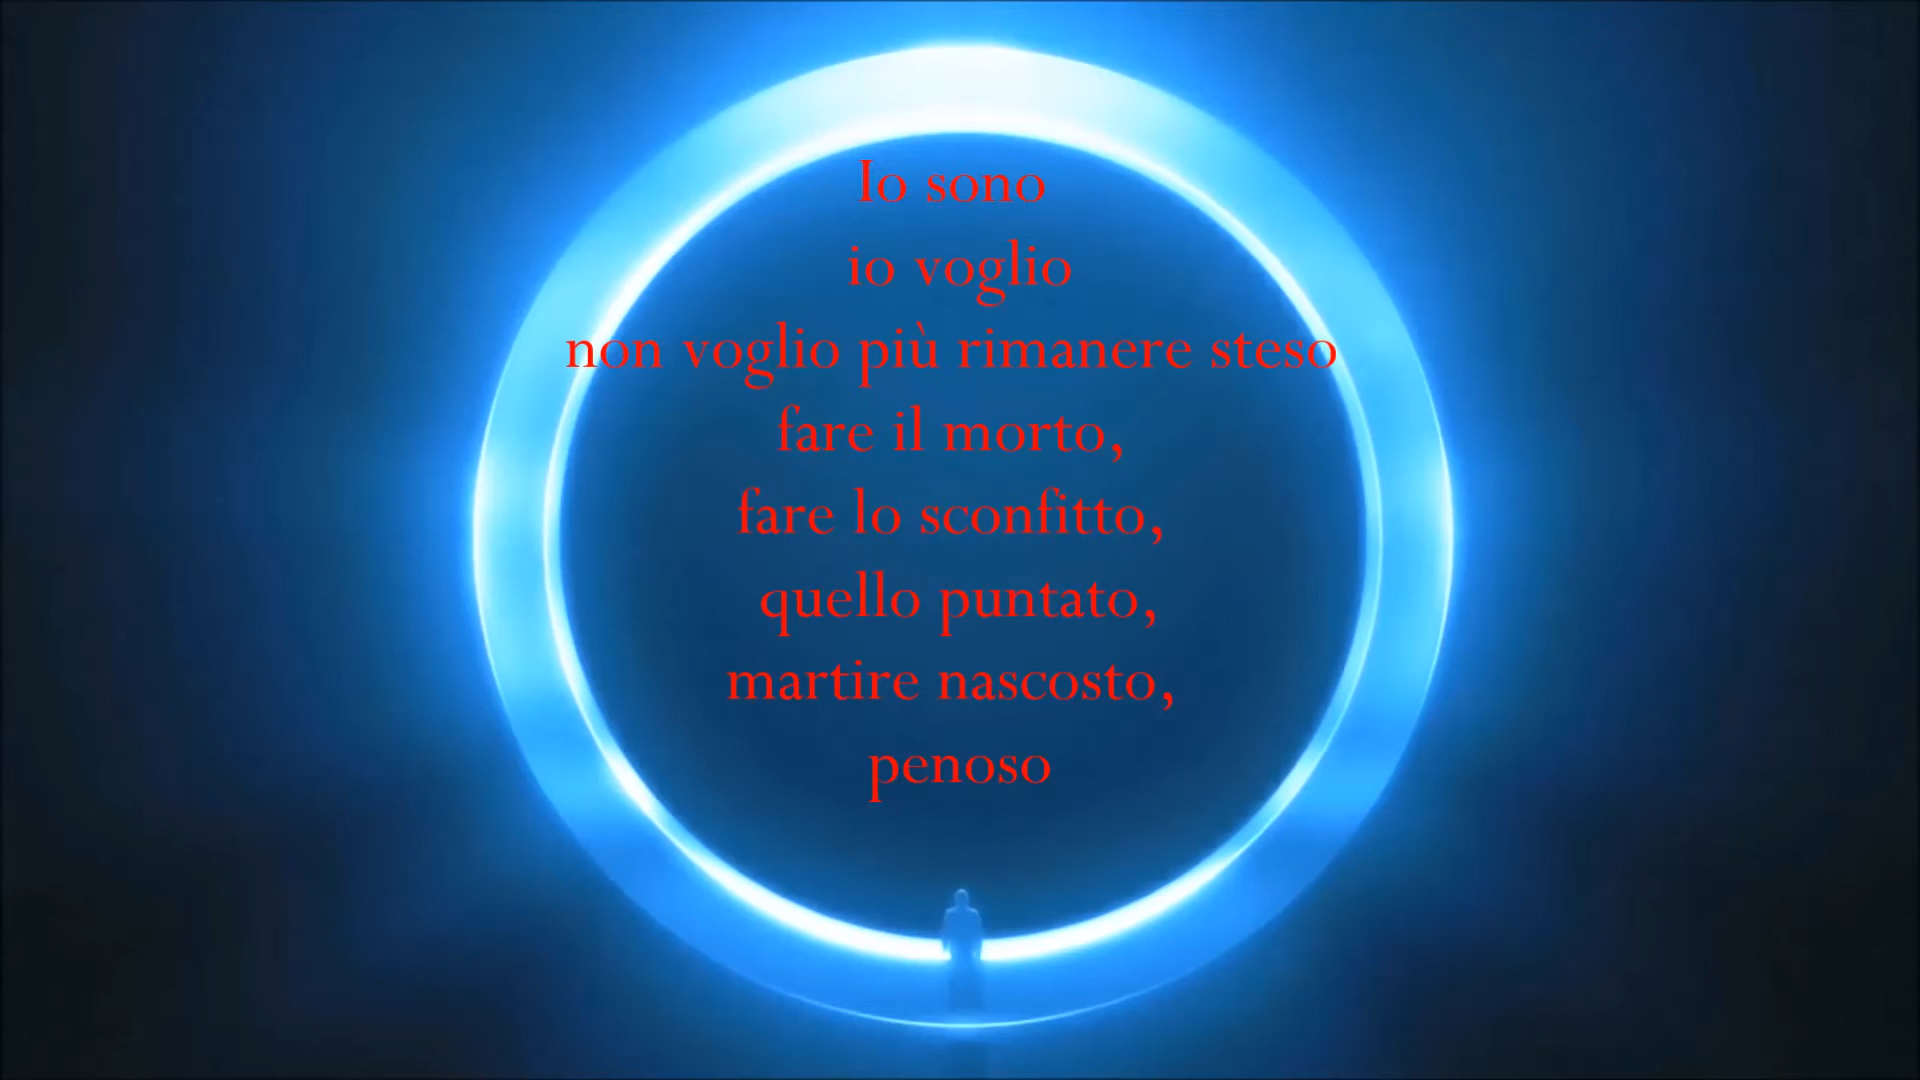 Io sono
io voglio
non voglio più rimanere steso
fare il morto,
fare lo sconfitto,
quello puntato,
martire nascosto,
penoso